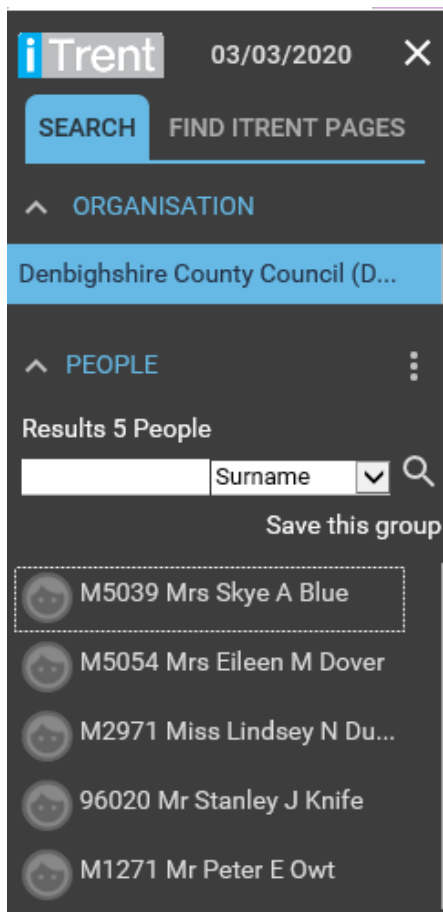 iTrent 03/03/2020
SEARCH FIND ITRENT PAGES
ORGANISATION
Denbighshire County Council (D...
PEOPLE
Results 5 People
Surname
Save this group
M5039 Mrs Skye A Blue
M5054 Mrs Eileen M Dover
M2971 Miss Lindsey N Du...
96020 Mr Stanley J Knife
M1271 Mr Peter E Owt